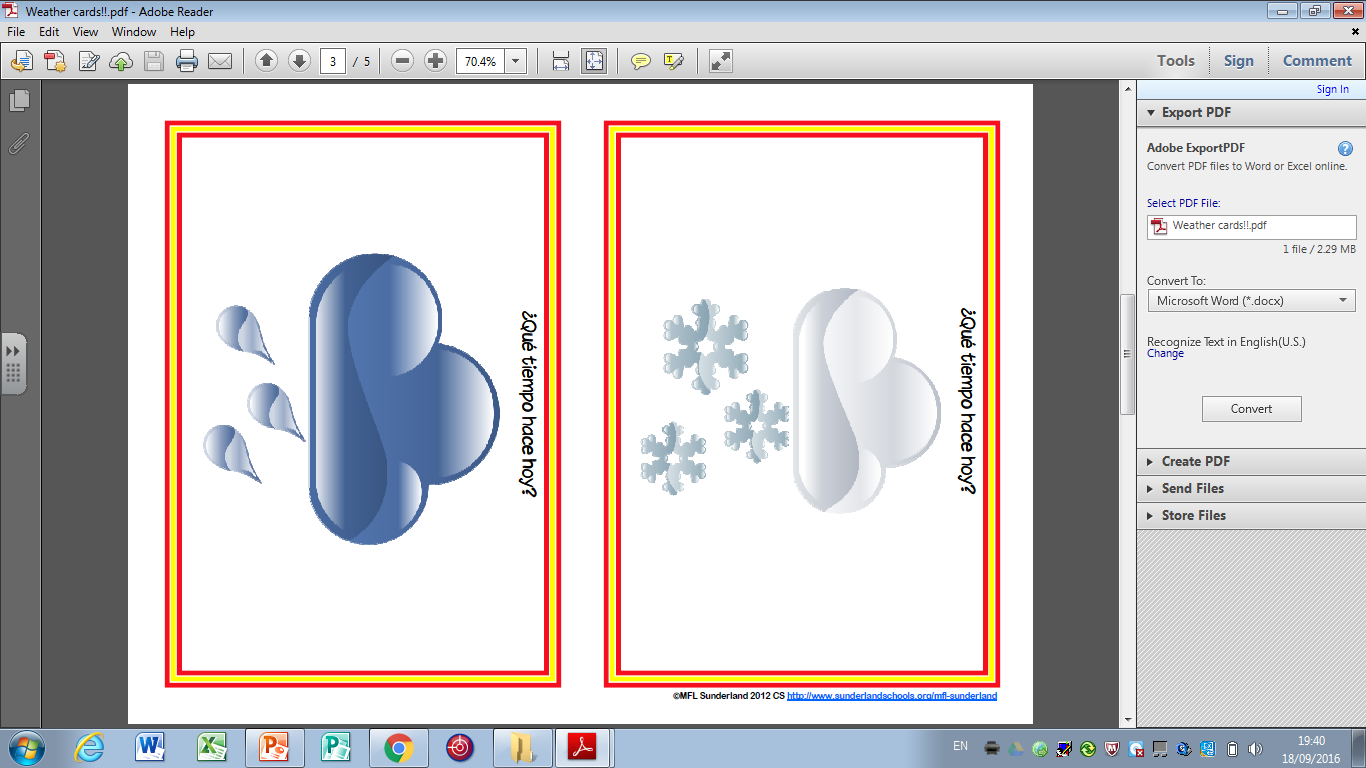 Weather cards!!.pdf - Adobe Reader
File Edit View Window Help
3 / 5 70.4% Tools Sign Comment
Sign In
Export PDF
Adobe ExportPDF
Convert PDF files to Word or Excel online.
Select PDF File:
Weather cards!!.pdf
1 file / 2.29 MB
Convert To:
Microsoft Word (*.docx)
Recognize Text in English(U.S.)
Change
Convert
Create PDF
Send Files
Store Files
¿Qué tiempo hace hoy?
¿Qué tiempo hace hoy?
©MFL Sunderland 2012 CS http://www.sunderlandschools.org/mfl-sunderland
EN
19:40
18/09/2016